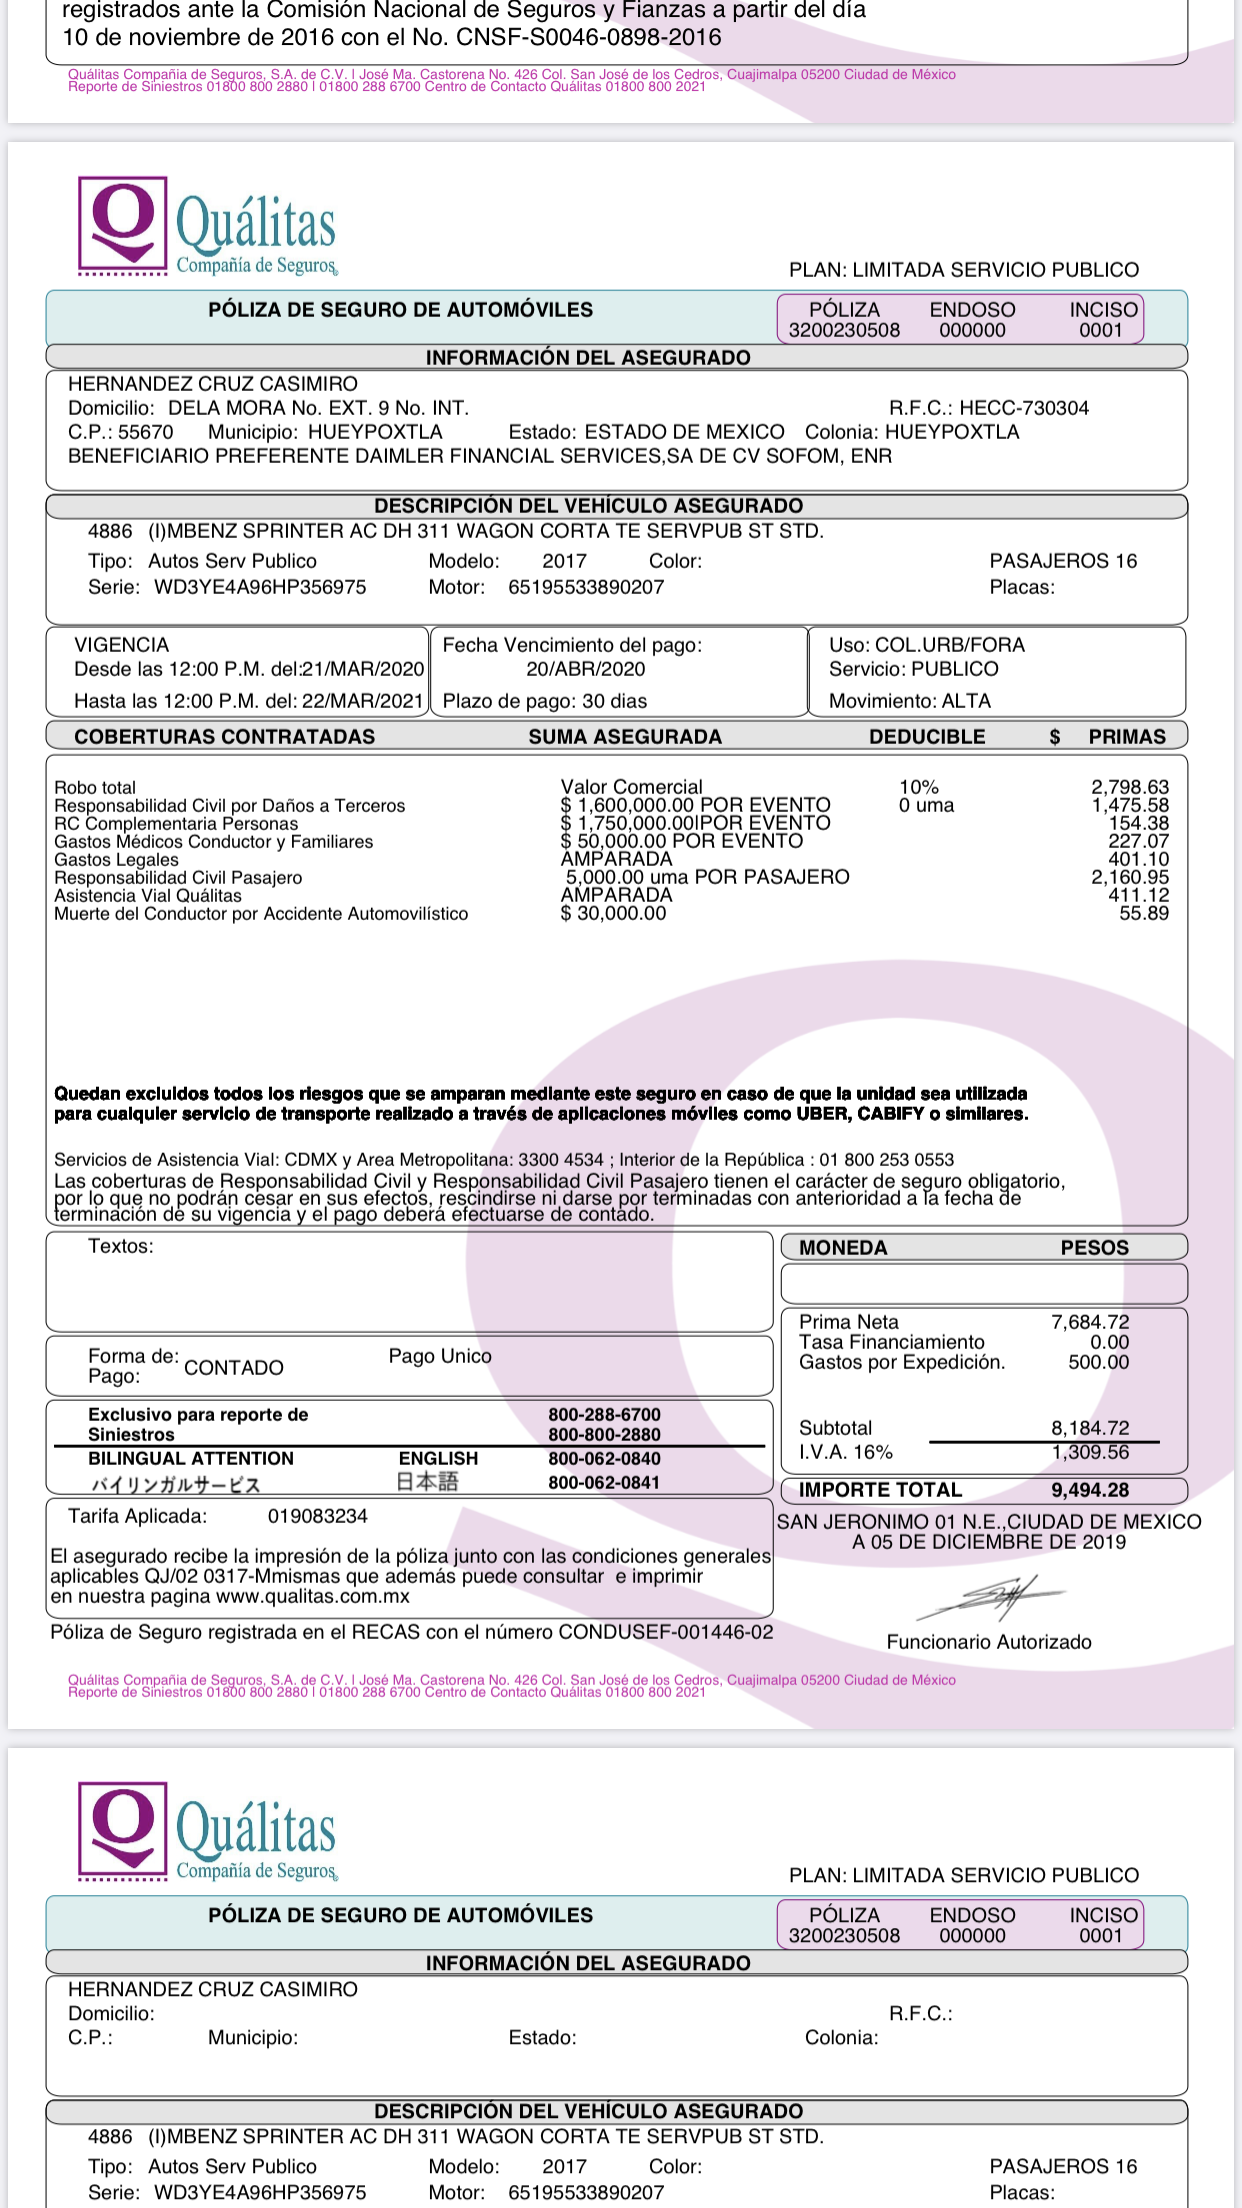 registrados ante la Comisión Nacional de Seguros y Fianzas a partir del día
10 de noviembre de 2016 con el No. CNSF-S0046-0898-2016
Quálitas Compañia de Seguros, S.A. de C.V. I José Ma. Castorena No. 426 Col. San José de los Cedros, Cuajimalpa 05200 Ciudad de México
Reporte de Siniestros 01800 800 2880 I 01800 288 6700 Centro de Contacto Quálitas 01800 800 2021
Q Quálitas
Compañía de Seguros®
PLAN: LIMITADA SERVICIO PUBLICO
PÓLIZA DE SEGURO DE AUTOMÓVILES PÓLIZA ENDOSO INCISO
3200230508 000000 0001
INFORMACIÓN DEL ASEGURADO
HERNANDEZ CRUZ CASIMIRO
Domicilio: DELA MORA No. EXT. 9 No. INT. R.F.C.: HECC-730304
C.P.: 55670 Municipio: HUEYPOXTLA Estado: ESTADO DE MEXICO Colonia: HUEYPOXTLA
BENEFICIARIO PREFERENTE DAIMLER FINANCIAL SERVICES,SA DE CV SOFOM, ENR
DESCRIPCIÓN DEL VEHÍCULO ASEGURADO
4886 (I)MBENZ SPRINTER AC DH 311 WAGON CORTA TE SERVPUB ST STD.
Tipo: Autos Serv Publico Modelo: 2017 Color: PASAJEROS 16
Serie: WD3YE4A96HP356975 Motor: 65195533890207 Placas:
VIGENCIA Fecha Vencimiento del pago: Uso: COL.URB/FORA
Desde las 12:00 P.M. del:21/MAR/2020 20/ABR/2020 Servicio: PUBLICO
Hasta las 12:00 P.M. del: 22/MAR/2021 Plazo de pago: 30 dias Movimiento: ALTA
COBERTURAS CONTRATADAS SUMA ASEGURADA DEDUCIBLE $ PRIMAS
Robo total Valor Comercial 10% 2,798.63
Responsabilidad Civil por Daños a Terceros $ 1,600,000.00 POR EVENTO 0 uma 1,475.58
RC Complementaria Personas $ 1,750,000.00IPOR EVENTO 154.38
Gastos Médicos Conductor y Familiares $ 50,000.00 POR EVENTO 227.07
Gastos Legales AMPARADA 401.10
Responsabilidad Civil Pasajero 5,000.00 uma POR PASAJERO 2,160.95
Asistencia Vial Quálitas AMPARADA 411.12
Muerte del Conductor por Accidente Automovilístico $ 30,000.00 55.89
Quedan excluidos todos los riesgos que se amparan mediante este seguro en caso de que la unidad sea utilizada
para cualquier servicio de transporte realizado a través de aplicaciones móviles como UBER, CABIFY o similares.
Servicios de Asistencia Vial: CDMX y Area Metropolitana: 3300 4534 ; Interior de la República : 01 800 253 0553
Las coberturas de Responsabilidad Civil y Responsabilidad Civil Pasajero tienen el carácter de seguro obligatorio,
por lo que no podrán cesar en sus efectos, rescindirse ni darse por terminadas con anterioridad a la fecha de
terminación de su vigencia y el pago deberá efectuarse de contado.
Textos:
MONEDA PESOS
Prima Neta 7,684.72
Tasa Financiamiento 0.00
Gastos por Expedición. 500.00
Forma de: CONTADO Pago Unico
Pago:
Subtotal 8,184.72
I.V.A. 16% 1,309.56
IMPORTE TOTAL 9,494.28
Exclusivo para reporte de 800-288-6700
Siniestros 800-800-2880
BILINGUAL ATTENTION ENGLISH 800-062-0840
バイリンガルサービス 日本語 800-062-0841
Tarifa Aplicada: 019083234
SAN JERONIMO 01 N.E.,CIUDAD DE MEXICO
A 05 DE DICIEMBRE DE 2019
El asegurado recibe la impresión de la póliza junto con las condiciones generales
aplicables QJ/02 0317-Mmismas que además puede consultar e imprimir
en nuestra pagina www.qualitas.com.mx
Póliza de Seguro registrada en el RECAS con el número CONDUSEF-001446-02
Funcionario Autorizado
Quálitas Compañia de Seguros, S.A. de C.V. I José Ma. Castorena No. 426 Col. San José de los Cedros, Cuajimalpa 05200 Ciudad de México
Reporte de Siniestros 01800 800 2880 I 01800 288 6700 Centro de Contacto Quálitas 01800 800 2021
Q Quálitas
Compañía de Seguros®
PLAN: LIMITADA SERVICIO PUBLICO
PÓLIZA DE SEGURO DE AUTOMÓVILES PÓLIZA ENDOSO INCISO
3200230508 000000 0001
INFORMACIÓN DEL ASEGURADO
HERNANDEZ CRUZ CASIMIRO
Domicilio: R.F.C.:
C.P.: Municipio: Estado: Colonia:
DESCRIPCIÓN DEL VEHÍCULO ASEGURADO
4886 (I)MBENZ SPRINTER AC DH 311 WAGON CORTA TE SERVPUB ST STD.
Tipo: Autos Serv Publico Modelo: 2017 Color: PASAJEROS 16
Serie: WD3YE4A96HP356975 Motor: 65195533890207 Placas: